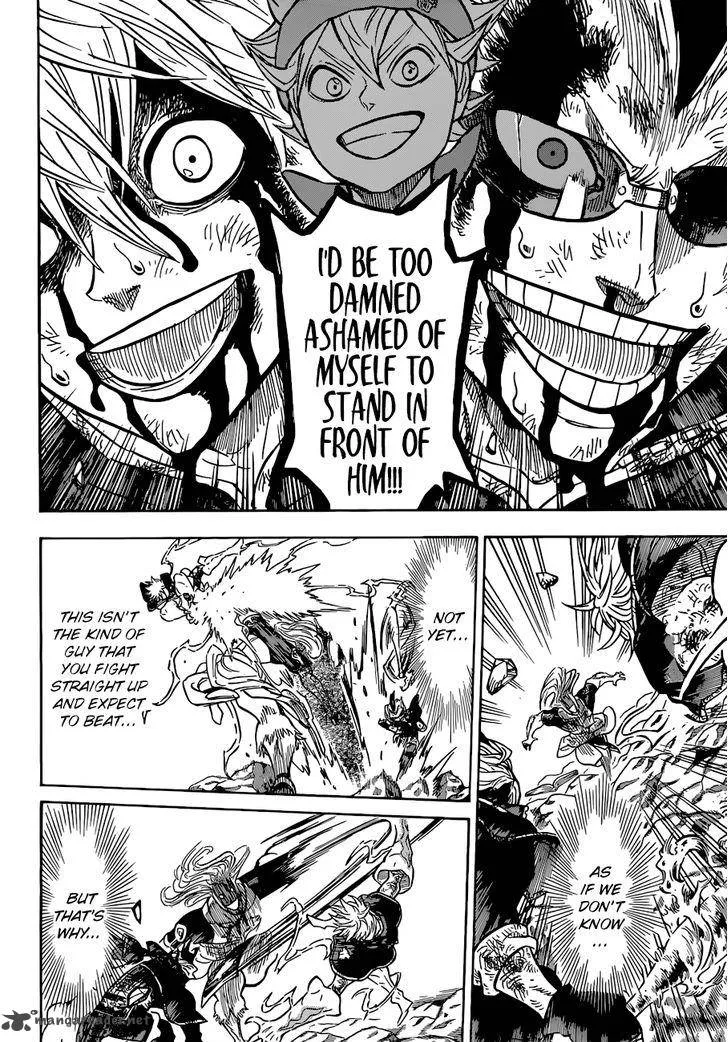 I'D BE TOO
DAMNED
ASHAMED OF
MYSELF TO
STAND IN
FRONT OF
HIM!!!
AS
IF WE
DON'T
KNOW
...
NOT
YET...
THIS ISN'T
THE KIND OF
GUY THAT
YOU FIGHT
STRAIGHT UP
AND EXPECT
TO BEAT...
BUT
THAT'S
WHY...